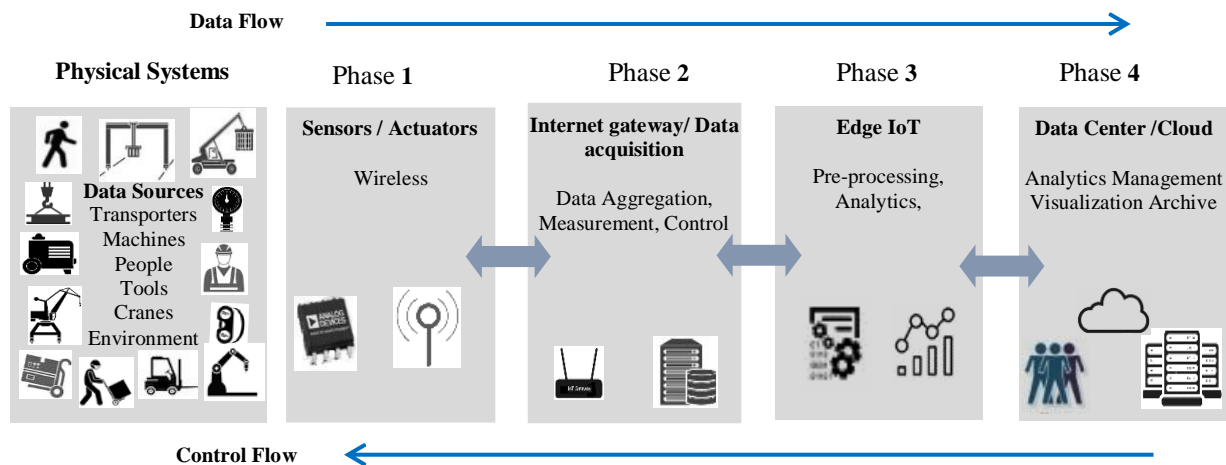 Data Flow
Physical Systems
Phase 1
Phase 2
Phase 3
Phase 4
Data Sources
Transporters
Machines
People
Tools
Cranes
Environment
Sensors / Actuators
Wireless
ANALOG
DEVICES
Internet gateway/ Data
acquisition
Data Aggregation,
Measurement, Control
Edge IoT
Pre-processing,
Analytics,
Data Center /Cloud
Analytics Management
Visualization Archive
Control Flow